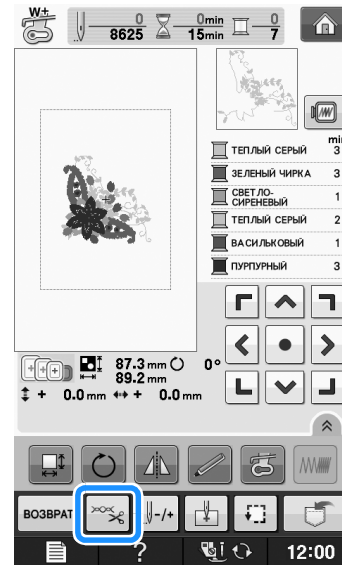 W+
0 0min 0
8625 15min 7
min
ТЕПЛЫЙ СЕРЫЙ 3
ЗЕЛЕНЫЙ ЧИРКА 3
СВЕТЛО-
СИРЕНЕВЫЙ 1
ТЕПЛЫЙ СЕРЫЙ 2
ВАСИЛЬКОВЫЙ 1
ПУРПУРНЫЙ 3
87.3 mm 0°
89.2 mm
+ 0.0 mm + 0.0 mm
ВОЗВРАТ -/+
? 12:00